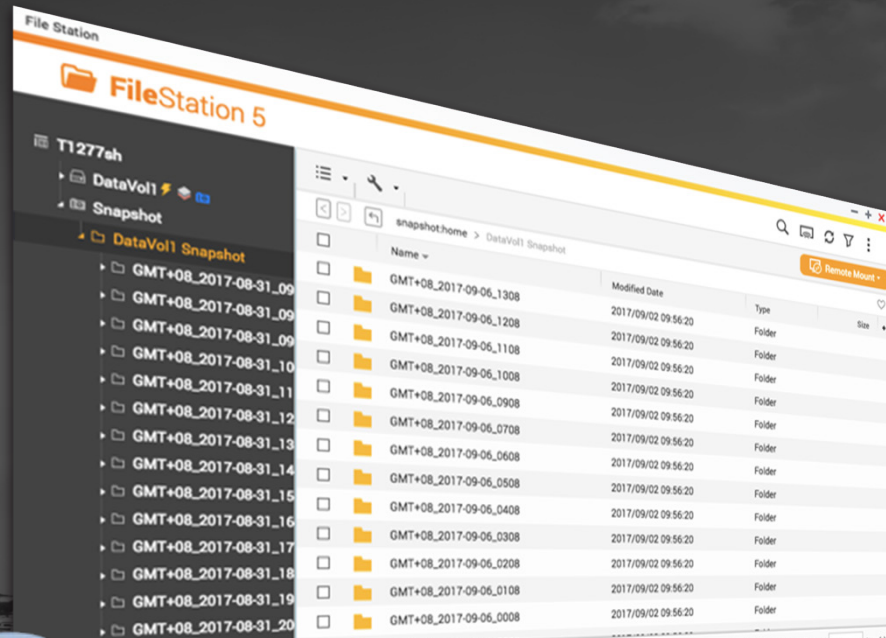 File Station
FileStation 5
T1277sh
DataVol1
Snapshot
DataVol1 Snapshot
GMT+08_2017-08-31_09
GMT+08_2017-08-31_09
GMT+08_2017-08-31_09
GMT+08_2017-08-31_10
GMT+08_2017-08-31_11
GMT+08_2017-08-31_12
GMT+08_2017-08-31_13
GMT+08_2017-08-31_14
GMT+08_2017-08-31_15
GMT+08_2017-08-31_16
GMT+08_2017-08-31_17
GMT+08_2017-08-31_18
GMT+08_2017-08-31_19
GMT+08_2017-08-31_20
snapshot:home > DataVol1 Snapshot
Remote Mount
Name Modified Date Type Size
GMT+08_2017-09-06_1308 2017/09/02 09:56:20 Folder
GMT+08_2017-09-06_1208 2017/09/02 09:56:20 Folder
GMT+08_2017-09-06_1108 2017/09/02 09:56:20 Folder
GMT+08_2017-09-06_1008 2017/09/02 09:56:20 Folder
GMT+08_2017-09-06_0908 2017/09/02 09:56:20 Folder
GMT+08_2017-09-06_0708 2017/09/02 09:56:20 Folder
GMT+08_2017-09-06_0608 2017/09/02 09:56:20 Folder
GMT+08_2017-09-06_0508 2017/09/02 09:56:20 Folder
GMT+08_2017-09-06_0408 2017/09/02 09:56:20 Folder
GMT+08_2017-09-06_0308 2017/09/02 09:56:20 Folder
GMT+08_2017-09-06_0208 2017/09/02 09:56:20 Folder
GMT+08_2017-09-06_0108 2017/09/02 09:56:20 Folder
GMT+08_2017-09-06_0008 2017/09/02 09:56:20 Folder